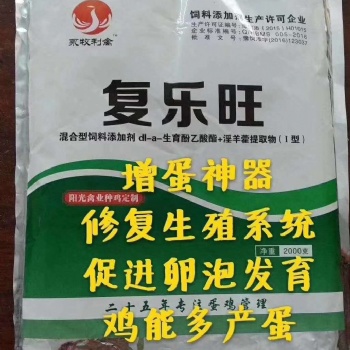 饲料添加剂生产许可企业
永牧利禽
复乐旺
混合型饲料添加剂 dl-a-生育酚乙酸酯+淫羊藿提取物(I型)
增蛋神器
阳光禽业种鸡定制
修复生殖系统
净重 2000克
促进卵泡发育
二十五年专注蛋鸡管理
鸡能多产蛋